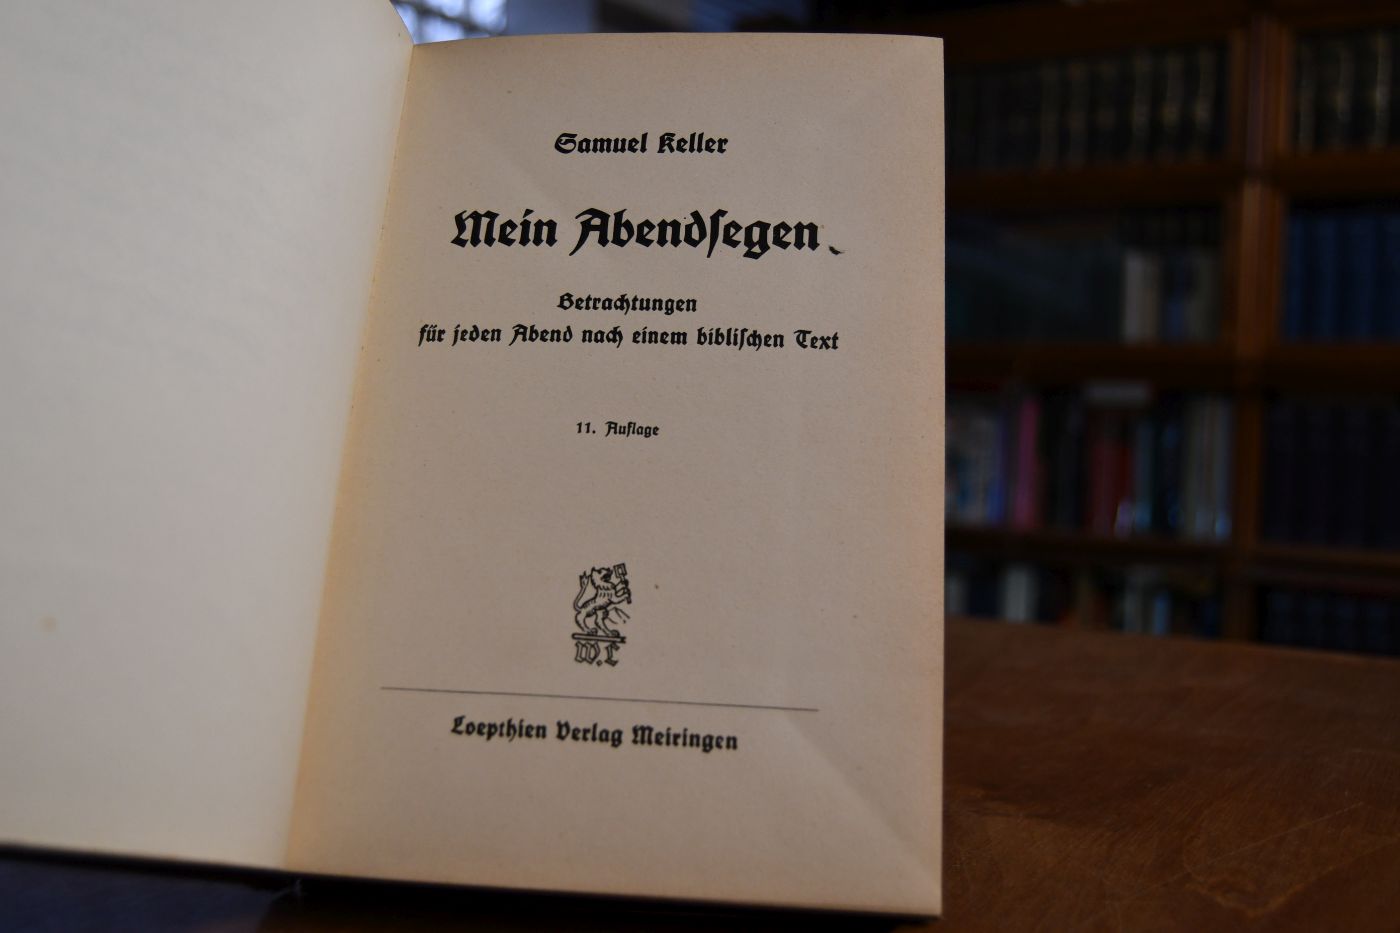 Samuel Keller
Mein Abendſegen
Betrachtungen
für jeden Abend nach einem bibliſchen Text
11. Auflage
W. L
Loepthien Verlag Meiringen